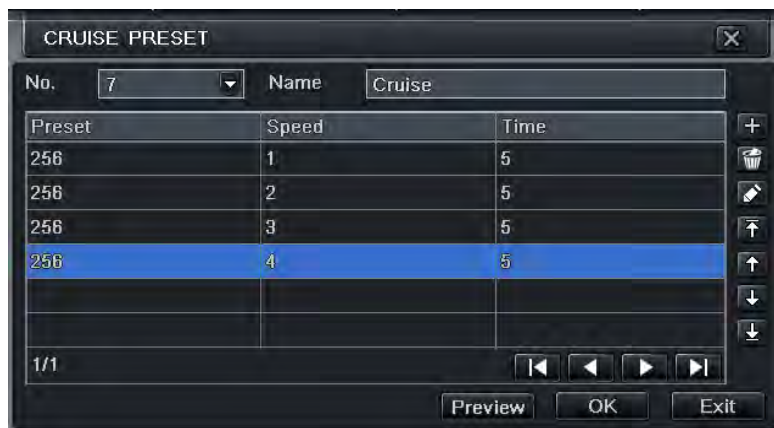 CRUISE PRESET
No. 7 Name Cruise
Preset Speed Time
256 1 5
256 2 5
256 3 5
256 4 5
1/1
Preview OK Exit